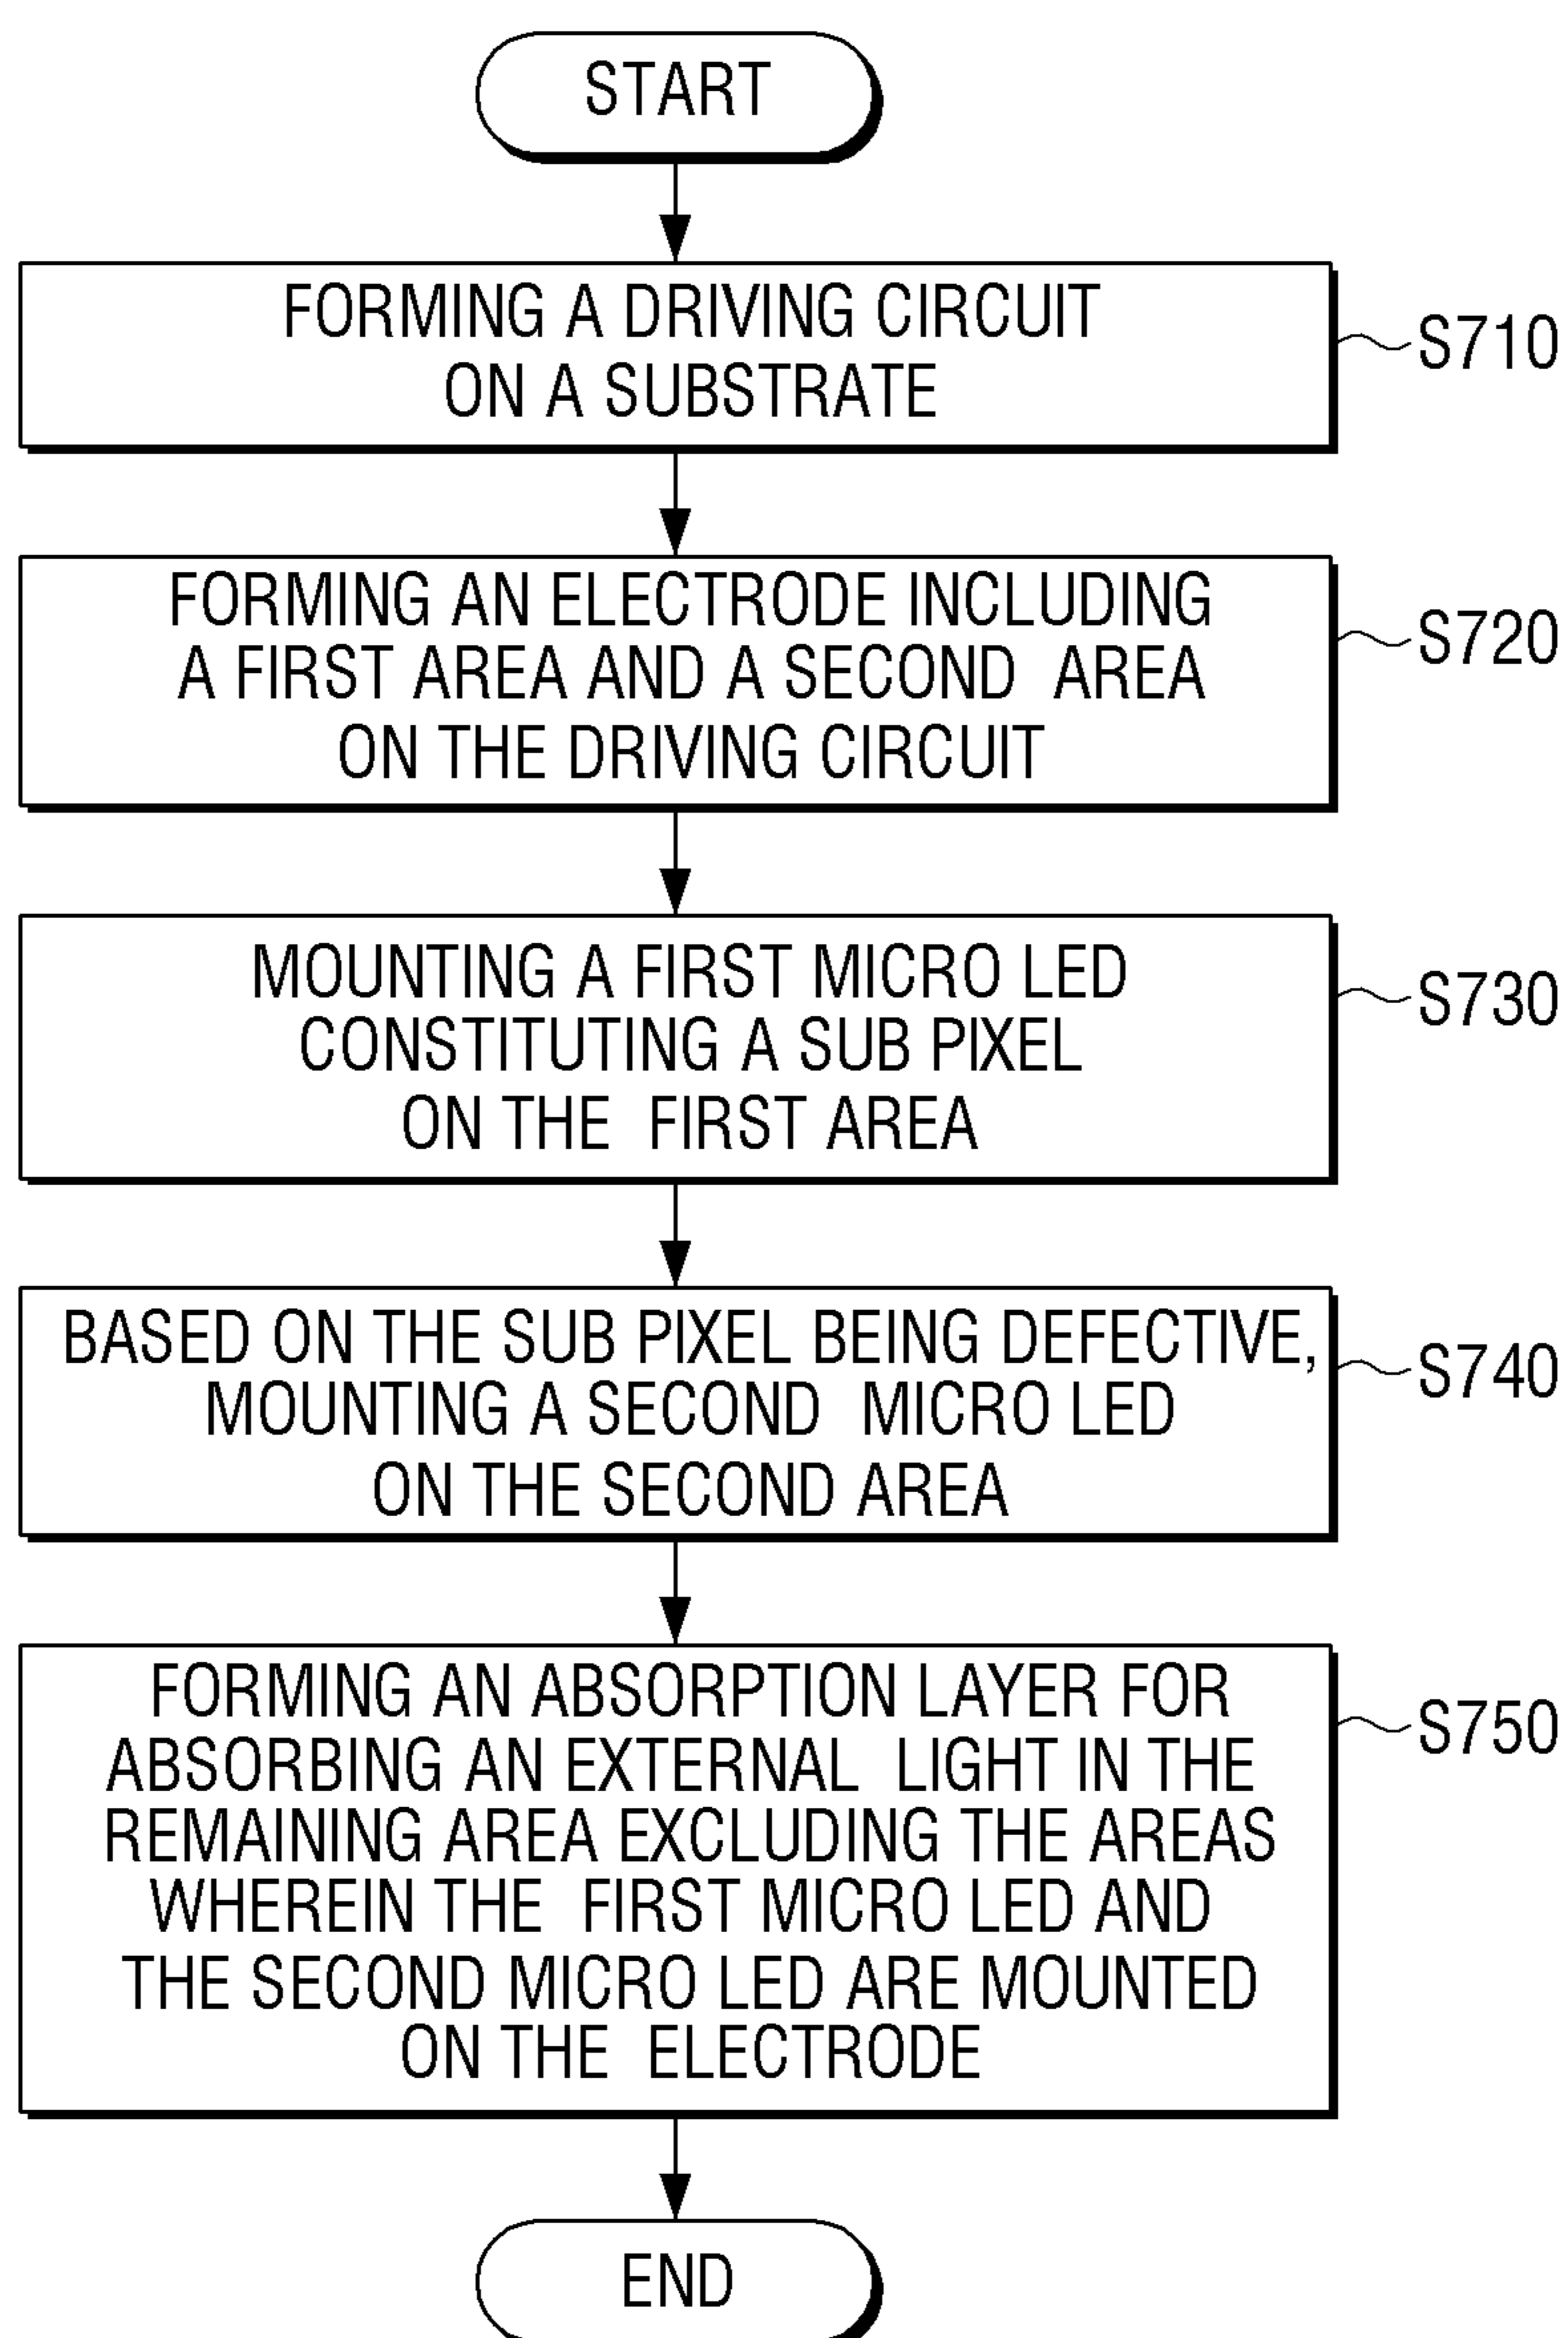 START
FORMING A DRIVING CIRCUIT
ON A SUBSTRATE
S710
FORMING AN ELECTRODE INCLUDING
A FIRST AREA AND A SECOND AREA
ON THE DRIVING CIRCUIT
S720
MOUNTING A FIRST MICRO LED
CONSTITUTING A SUB PIXEL
ON THE FIRST AREA
S730
BASED ON THE SUB PIXEL BEING DEFECTIVE,
MOUNTING A SECOND MICRO LED
ON THE SECOND AREA
S740
FORMING AN ABSORPTION LAYER FOR
ABSORBING AN EXTERNAL LIGHT IN THE
REMAINING AREA EXCLUDING THE AREAS
WHEREIN THE FIRST MICRO LED AND
THE SECOND MICRO LED ARE MOUNTED
ON THE ELECTRODE
S750
END